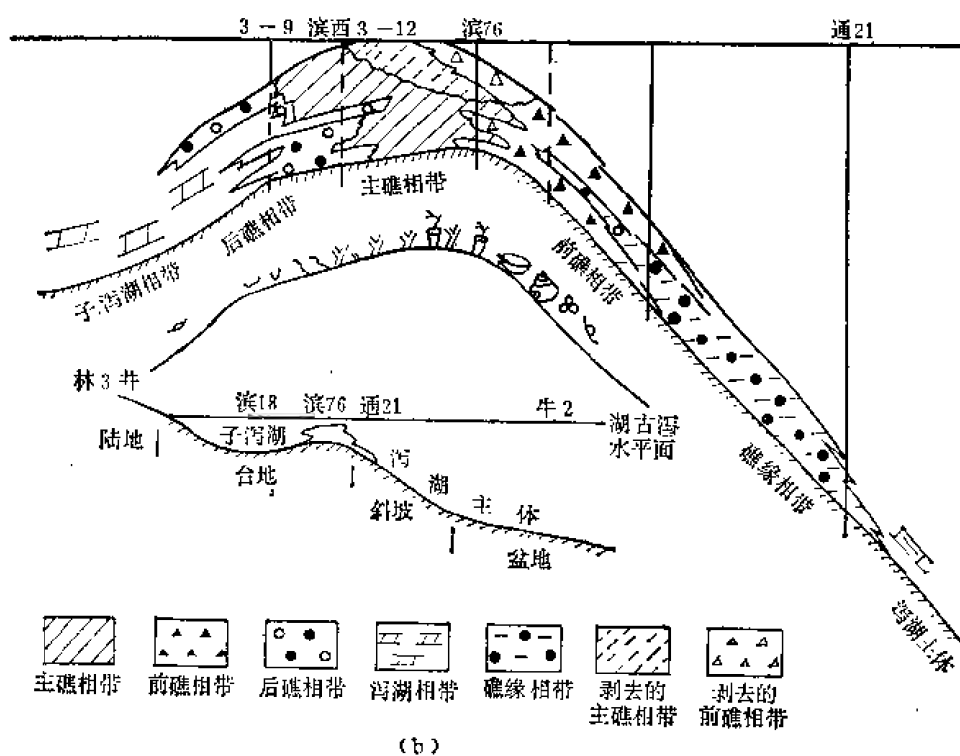 3－9 滨西3－12 滨76 通21
主礁相带
后礁相带
子泻湖相带
前礁相带
礁缘相带
泻湖主体
林3井
滨18 滨76 通21 牛2
湖古泻
水平面
陆地
子泻湖
台地
泻湖主体
斜坡
盆地
主礁相带
前礁相带
后礁相带
泻湖相带
礁缘相带
剥去的
主礁相带
剥去的
前礁相带
(b)